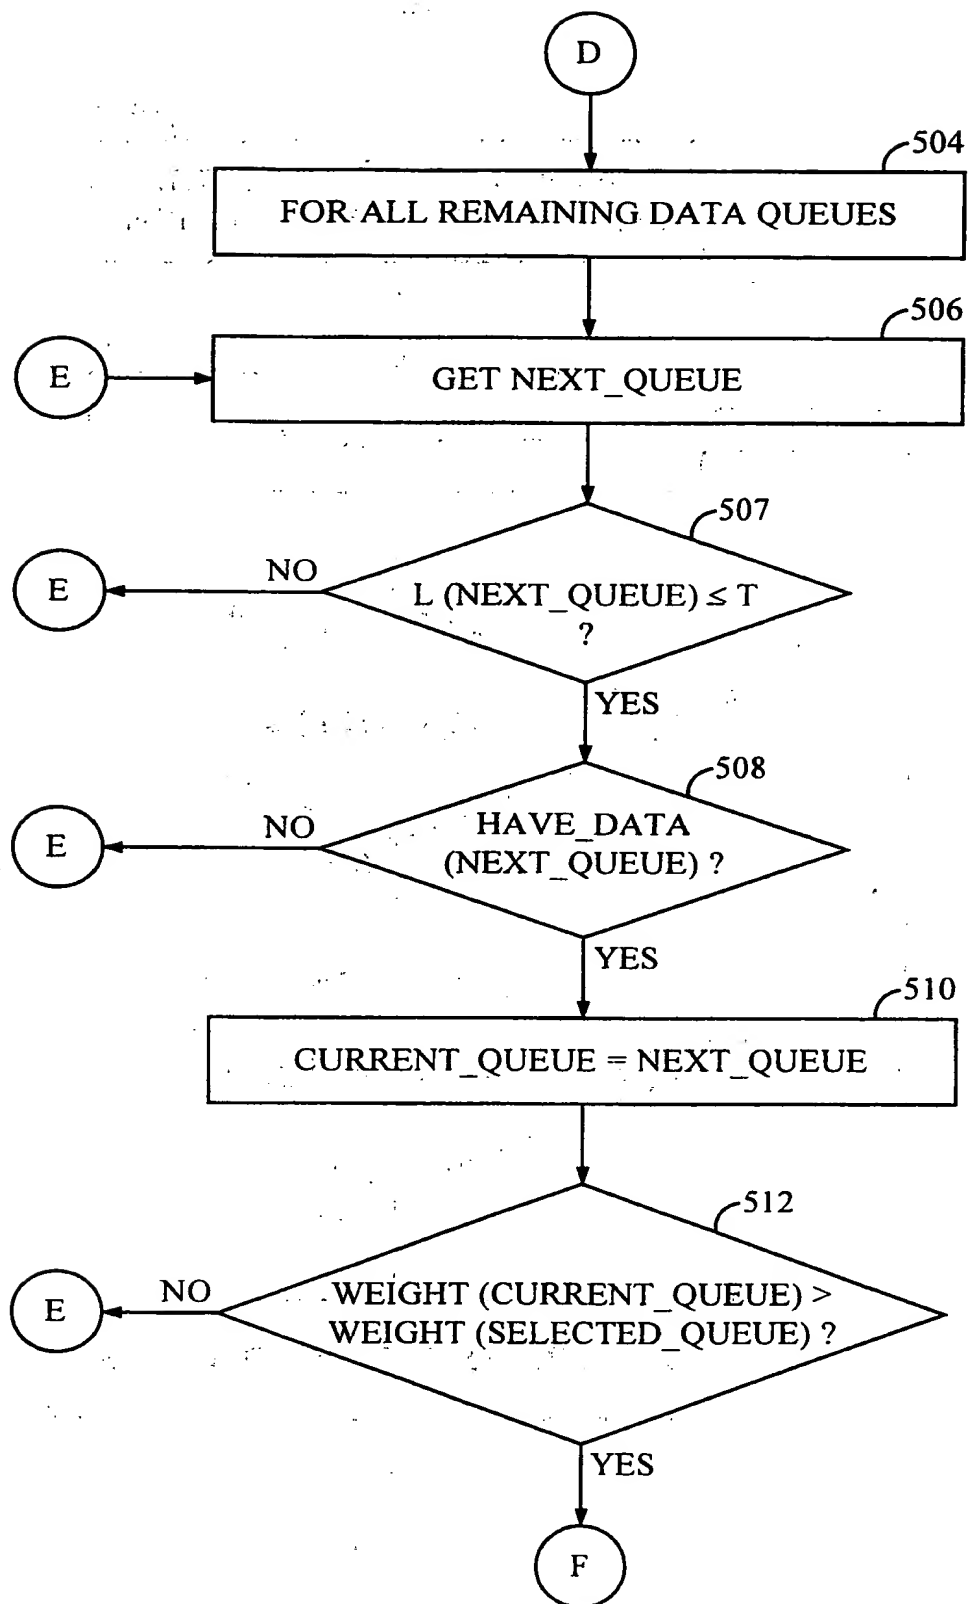 D
504
FOR ALL REMAINING DATA QUEUES
506
E
GET NEXT_QUEUE
507
E
NO
L (NEXT_QUEUE) ≤ T
?
YES
508
E
NO
HAVE_DATA
(NEXT_QUEUE) ?
YES
510
CURRENT_QUEUE = NEXT_QUEUE
512
E
NO
WEIGHT (CURRENT_QUEUE) >
WEIGHT (SELECTED_QUEUE) ?
YES
F